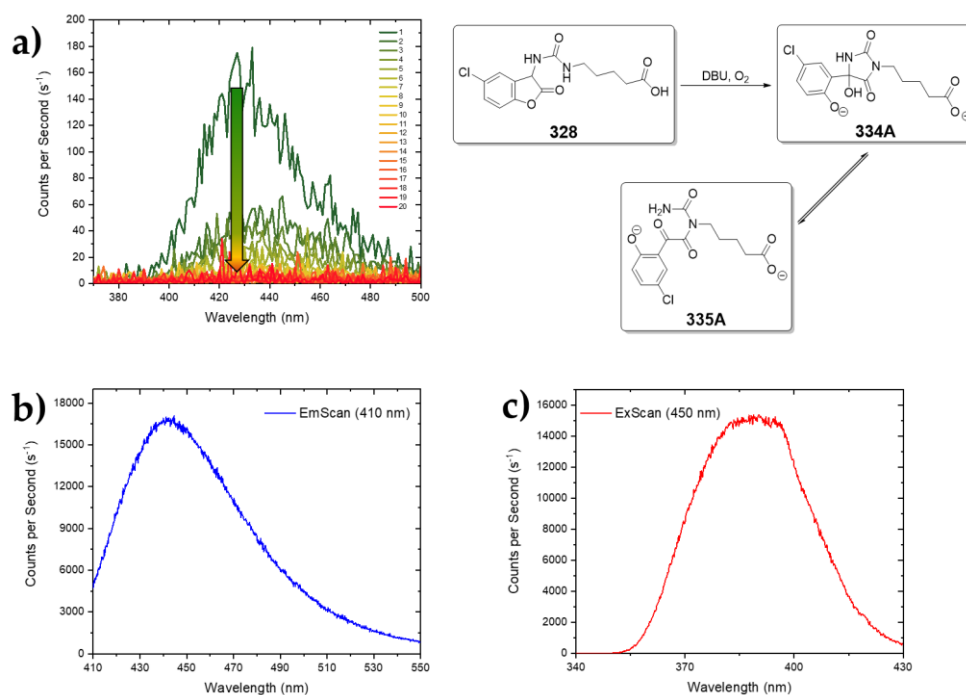 a)
Counts per Second (s⁻¹)
200
180
160
140
120
100
80
60
40
20
0
380
400
420
440
460
480
500
Wavelength (nm)
1
2
3
4
5
6
7
8
9
10
11
12
13
14
15
16
17
18
19
20
Cl
H
N
O
N
H
O
O
O
OH
328
DBU, O₂
Cl
HN
O
N
OH
O
O
⊖
O
O
⊖
334A
NH₂
O
N
O
O
⊖
O
O
O
⊖
Cl
335A
b)
Counts per Second (s⁻¹)
18000
15000
12000
9000
6000
3000
0
410
430
450
470
490
510
530
550
Wavelength (nm)
EmScan (410 nm)
c)
Counts per Second (s⁻¹)
16000
14000
12000
10000
8000
6000
4000
2000
0
340
370
400
430
Wavelength (nm)
ExScan (450 nm)